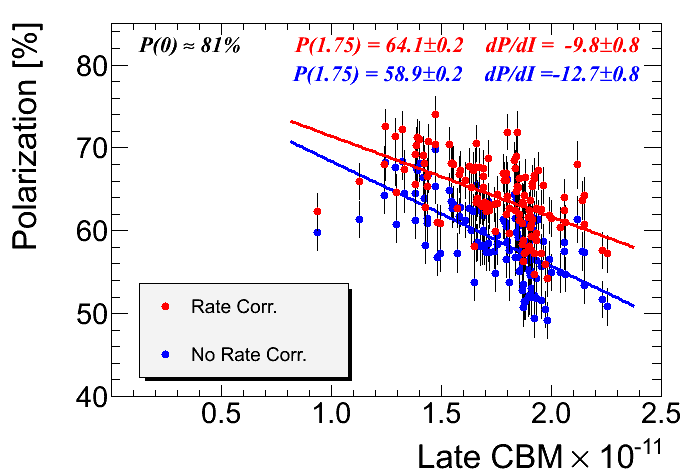 P(0) ≈ 81% P(1.75) = 64.1±0.2 dP/dI = -9.8±0.8
P(1.75) = 58.9±0.2 dP/dI =-12.7±0.8
Polarization [%]
80
70
60
50
40
Rate Corr.
No Rate Corr.
0.5 1.0 1.5 2.0 2.5
Late CBM × 10⁻¹¹